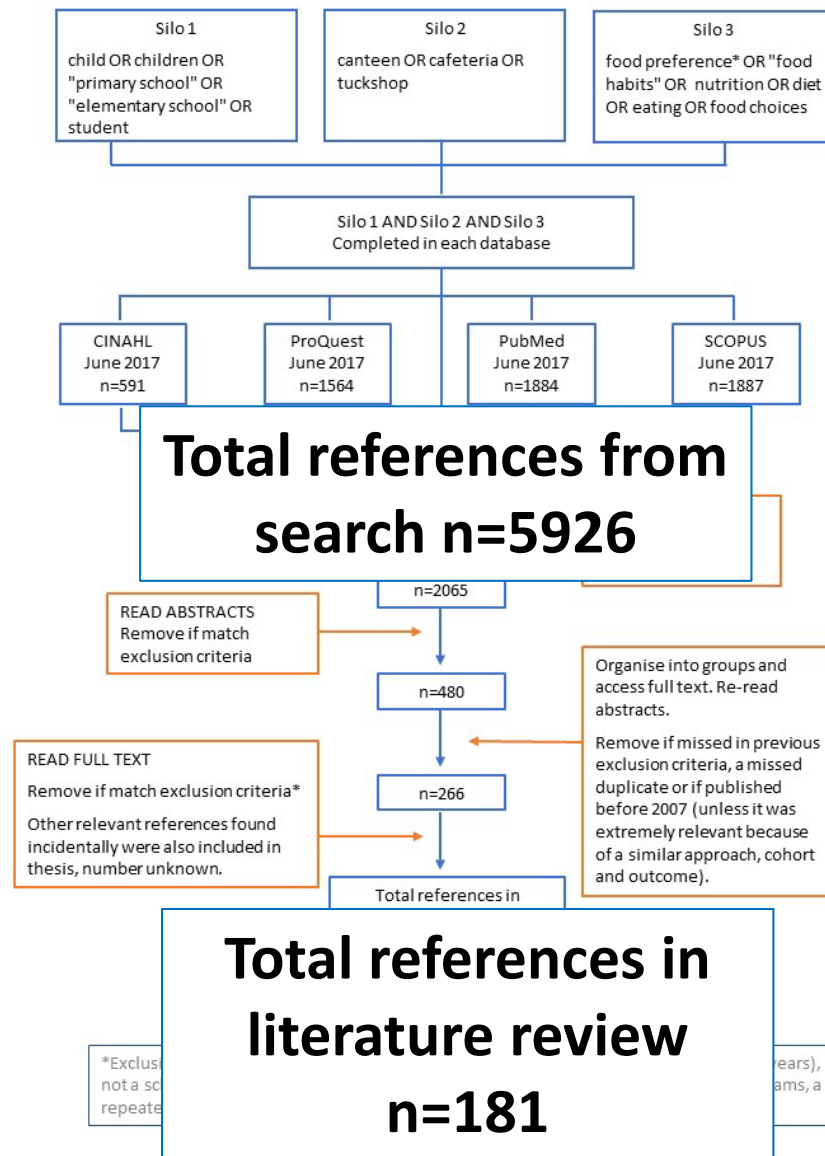 Silo 1
child OR children OR
"primary school" OR
"elementary school" OR
student
Silo 2
canteen OR cafeteria OR
tuckshop
Silo 3
food preference* OR "food
habits" OR nutrition OR diet
OR eating OR food choices
Silo 1 AND Silo 2 AND Silo 3
Completed in each database
CINAHL
June 2017
n=591
ProQuest
June 2017
n=1564
PubMed
June 2017
n=1884
SCOPUS
June 2017
n=1887
Total references from
search n=5926
n=2065
READ ABSTRACTS
Remove if match
exclusion criteria
n=480
Organise into groups and
access full text. Re-read
abstracts.
Remove if missed in previous
exclusion criteria, a missed
duplicate or if published
before 2007 (unless it was
extremely relevant because
of a similar approach, cohort
and outcome).
n=266
READ FULL TEXT
Remove if match exclusion criteria*
Other relevant references found
incidentally were also included in
thesis, number unknown.
Total references in
Total references in
literature review
n=181
years),
not a
a